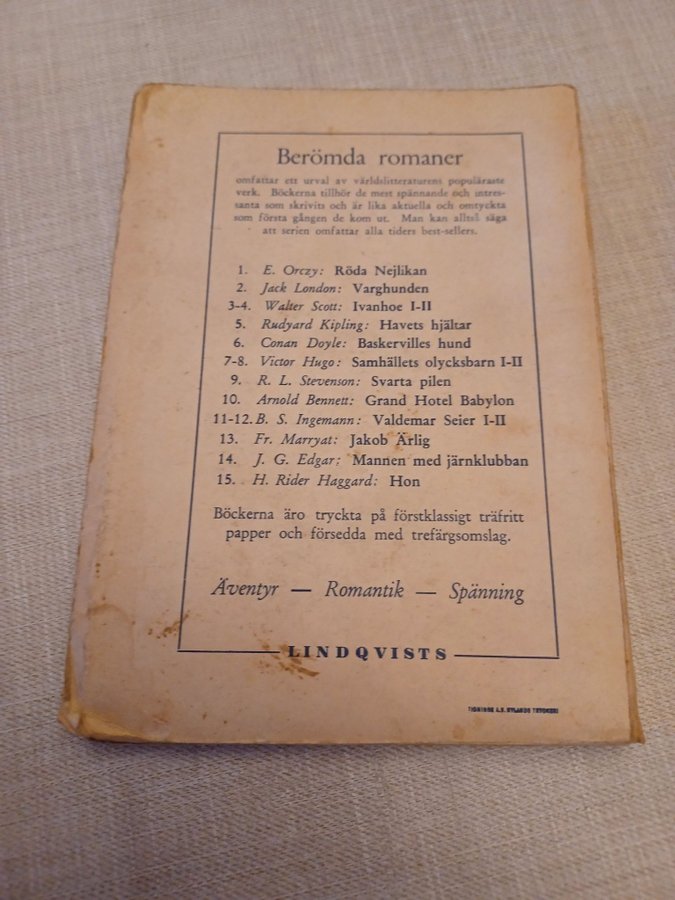 Berömda romaner
omfattar ett urval av världslitteraturens populäraste
verk. Böckerna tillhör de mest spännande och intres-
santa som skrivits och är lika aktuella och omtyckta
som första gången de kom ut. Man kan alltså säga
att serien omfattar alla tiders best-sellers.
1. E. Orczy: Röda Nejlikan
2. Jack London: Varghunden
3-4. Walter Scott: Ivanhoe I-II
5. Rudyard Kipling: Havets hjältar
6. Conan Doyle: Baskervilles hund
7-8. Victor Hugo: Samhällets olycksbarn I-II
9. R. L. Stevenson: Svarta pilen
10. Arnold Bennett: Grand Hotel Babylon
11-12. B. S. Ingemann: Valdemar Seier I-II
13. Fr. Marryat: Jakob Ärlig
14. J. G. Edgar: Mannen med järnklubban
15. H. Rider Haggard: Hon
Böckerna äro tryckta på förstklassigt träfritt
papper och försedda med trefärgsomslag.
Äventyr — Romantik — Spänning
LINDQVISTS